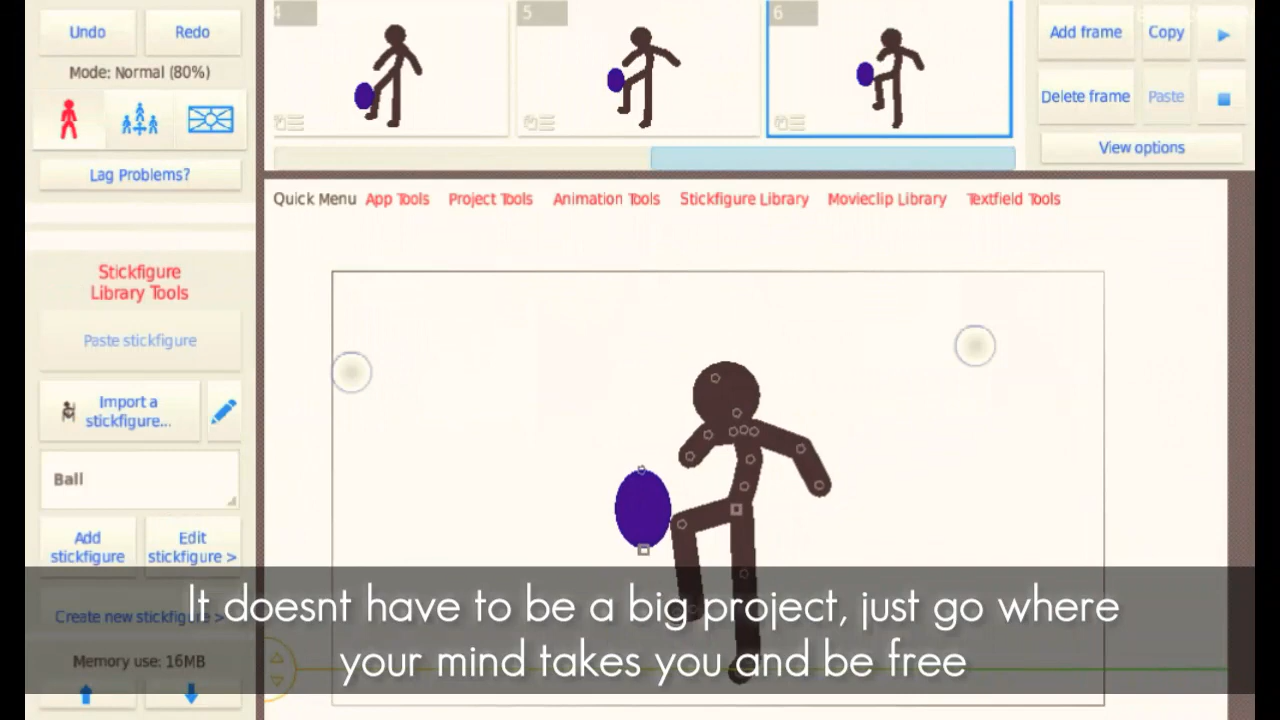 Undo
Redo
Mode: Normal (80%)
Lag Problems?
4
5
6
Add frame
Copy
Delete frame
Paste
View options
Quick Menu App Tools Project Tools Animation Tools Stickfigure Library Movieclip Library Textfield Tools
Stickfigure
Library Tools
Paste stickfigure
Import a
stickfigure...
Ball
Add
stickfigure
Edit
stickfigure >
Create new stickfigure >
It doesnt have to be a big project, just go where
your mind takes you and be free
Memory use: 16MB